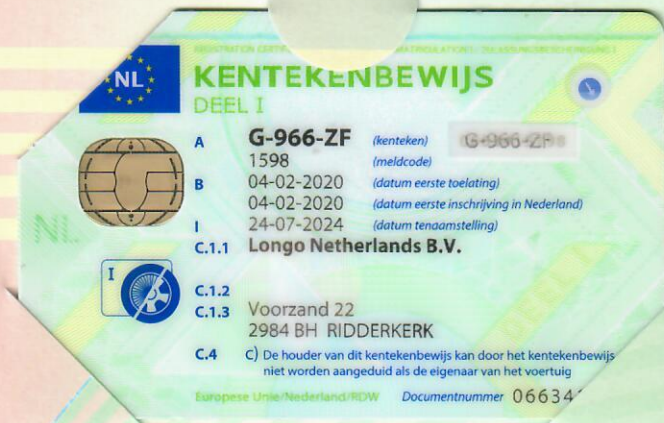 NL
KENTEKENBEWIJS
DEEL I
A G-966-ZF (kenteken) G-966-ZF
1598 (meldcode)
B 04-02-2020 (datum eerste toelating)
04-02-2020 (datum eerste inschrijving in Nederland)
I 24-07-2024 (datum tenaamstelling)
C.1.1 Longo Netherlands B.V.
NL
I
C.1.2
C.1.3 Voorzand 22
2984 BH RIDDERKERK
C.4 C) De houder van dit kentekenbewijs kan door het kentekenbewijs
niet worden aangeduid als de eigenaar van het voertuig
Europese Unie/Nederland/RDW Documentnummer 06634